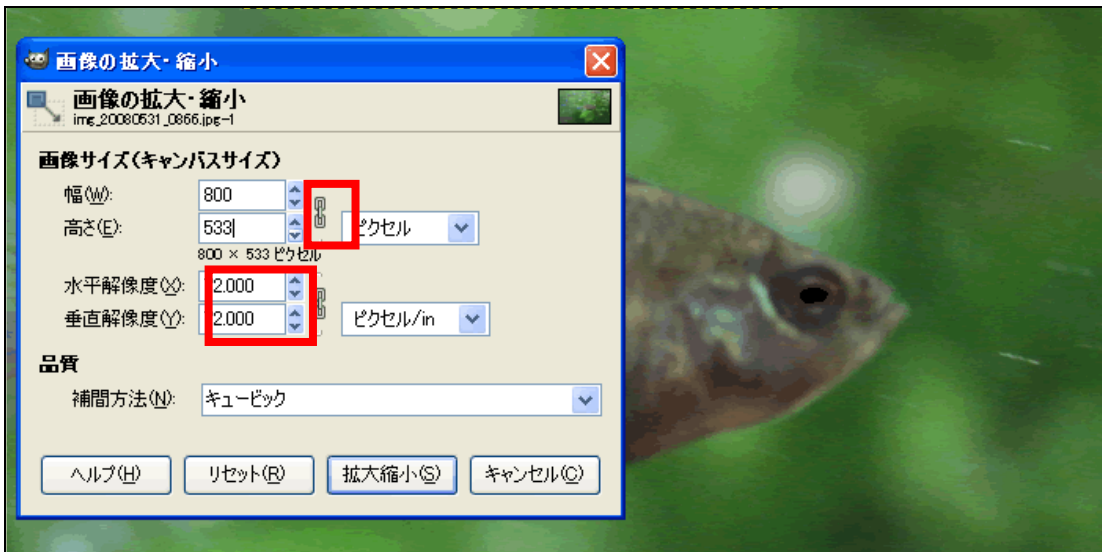 画像の拡大・縮小
画像の拡大・縮小
img_20080531_0866.jpg-1
画像サイズ(キャンバスサイズ)
幅(W): 800
高さ(E): 533 ピクセル
800 × 533 ピクセル
水平解像度(X): 2.000
垂直解像度(Y): 2.000 ピクセル/in
品質
補間方法(N): キュービック
ヘルプ(H) リセット(R) 拡大縮小(S) キャンセル(C)